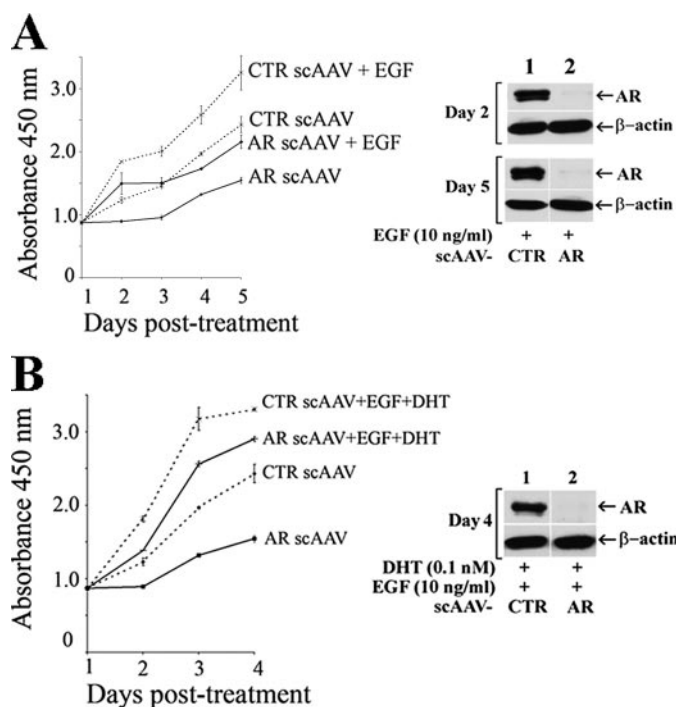 A
Absorbance 450 nm
3.0
2.0
1.0
0
1 2 3 4 5
Days post-treatment
CTR scAAV + EGF
CTR scAAV
AR scAAV + EGF
AR scAAV
1 2
Day 2
←AR
←β-actin
Day 5
←AR
←β-actin
EGF (10 ng/ml) + +
scAAV- CTR AR
B
Absorbance 450 nm
3.0
2.0
1.0
0
1 2 3 4
Days post-treatment
CTR scAAV+EGF+DHT
AR scAAV+EGF+DHT
CTR scAAV
AR scAAV
1 2
Day 4
←AR
←β-actin
DHT (0.1 nM) + +
EGF (10 ng/ml) + +
scAAV- CTR AR